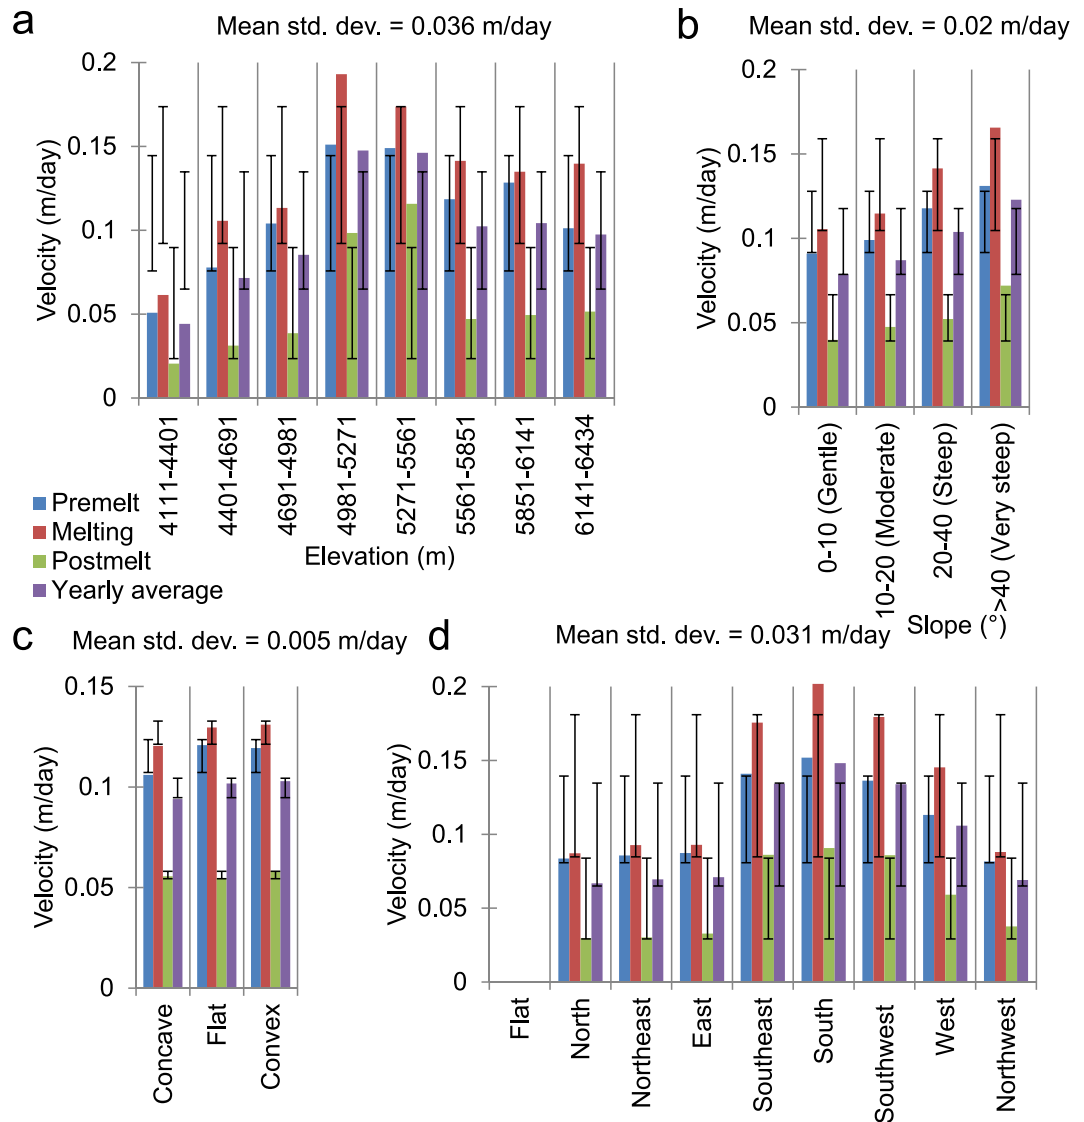 a
Mean std. dev. = 0.036 m/day
Velocity (m/day)
0.2
0.15
0.1
0.05
0
4111-4401
4401-4691
4691-4981
4981-5271
5271-5561
5561-5851
5851-6141
6141-6434
Elevation (m)
Premelt
Melting
Postmelt
Yearly average
b
Mean std. dev. = 0.02 m/day
Velocity (m/day)
0.2
0.15
0.1
0.05
0
0-10 (Gentle)
10-20 (Moderate)
20-40 (Steep)
>40 (Very steep)
Slope (°)
c
Mean std. dev. = 0.005 m/day
Velocity (m/day)
0.15
0.1
0.05
0
Concave
Flat
Convex
d
Mean std. dev. = 0.031 m/day
Velocity (m/day)
0.2
0.15
0.1
0.05
0
Flat
North
Northeast
East
Southeast
South
Southwest
West
Northwest